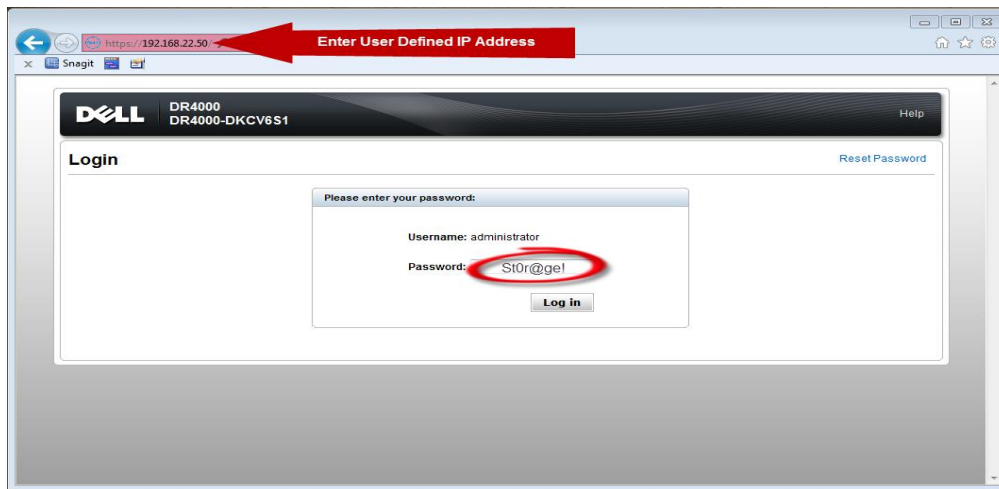 https://192.168.22.50/
Enter User Defined IP Address
Snagit
DELL
DR4000
DR4000-DKCV6S1
Help
Login
Reset Password
Please enter your password:
Username: administrator
Password: St0r@ge!
Log in